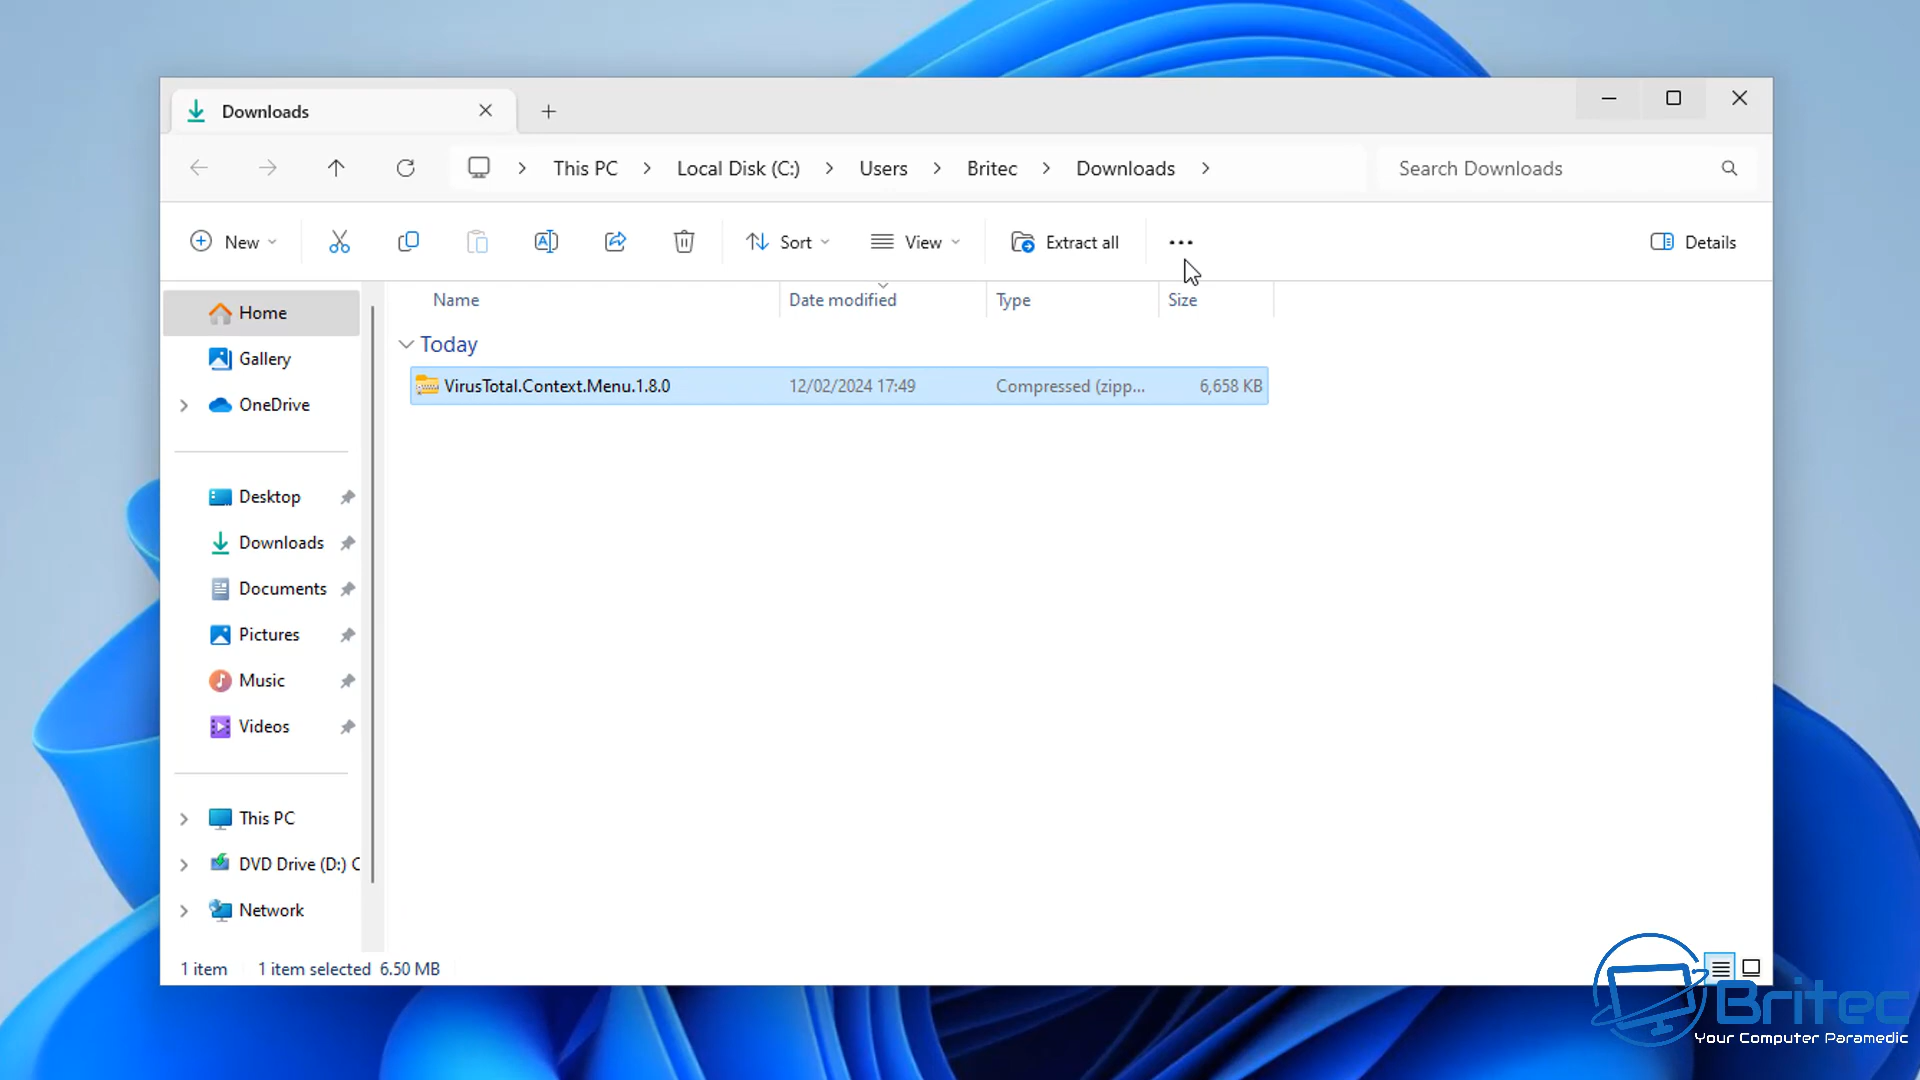 Downloads
This PC
Local Disk (C:)
Users
Britec
Downloads
Search Downloads
New
Sort
View
Extract all
Details
Name
Date modified
Type
Size
Today
VirusTotal.Context.Menu.1.8.0
12/02/2024 17:49
Compressed (zipp...
6,658 KB
Home
Gallery
OneDrive
Desktop
Downloads
Documents
Pictures
Music
Videos
This PC
DVD Drive (D:) C
Network
1 item
1 item selected 6.50 MB
Britec
Your Computer Paramedic